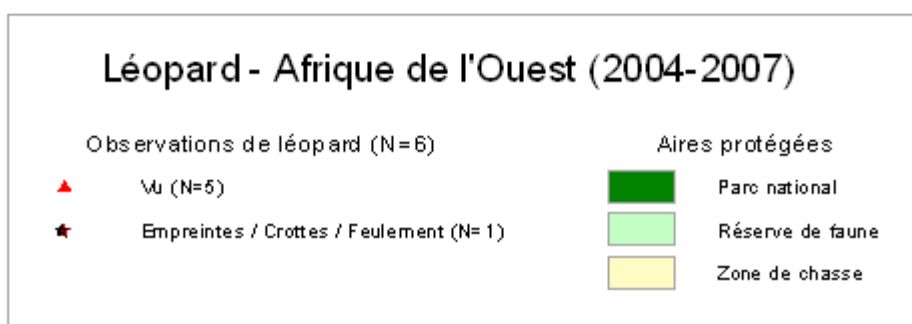 Léopard - Afrique de l'Ouest (2004-2007)
Observations de léopard (N=6)
Vu (N=5)
Empreintes / Crottes / Feulement (N=1)
Aires protégées
Parc national
Réserve de faune
Zone de chasse